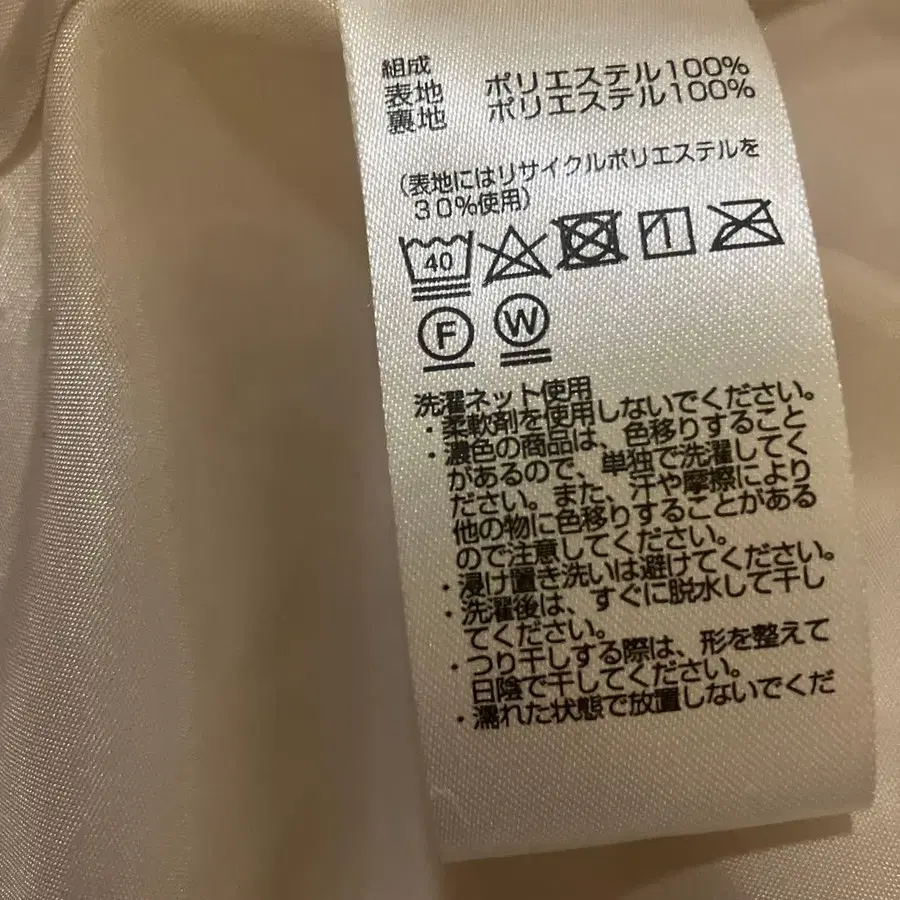 組成
表地 ポリエステル100%
裏地 ポリエステル100%
(表地にはリサイクルポリエステルを
30%使用)
40
F W
洗濯ネット使用
・柔軟剤を使用しないでください。
・濃色の商品は、色移りすること
があるので、単独で洗濯してく
ださい。また、汗や摩擦により
他の物に色移りすることがある
ので注意してください。
・浸け置き洗いは避けてください。
・洗濯後は、すぐに脱水して干し
てください。
・つり干しする際は、形を整えて
日陰で干してください。
・濡れた状態で放置しないでくだ